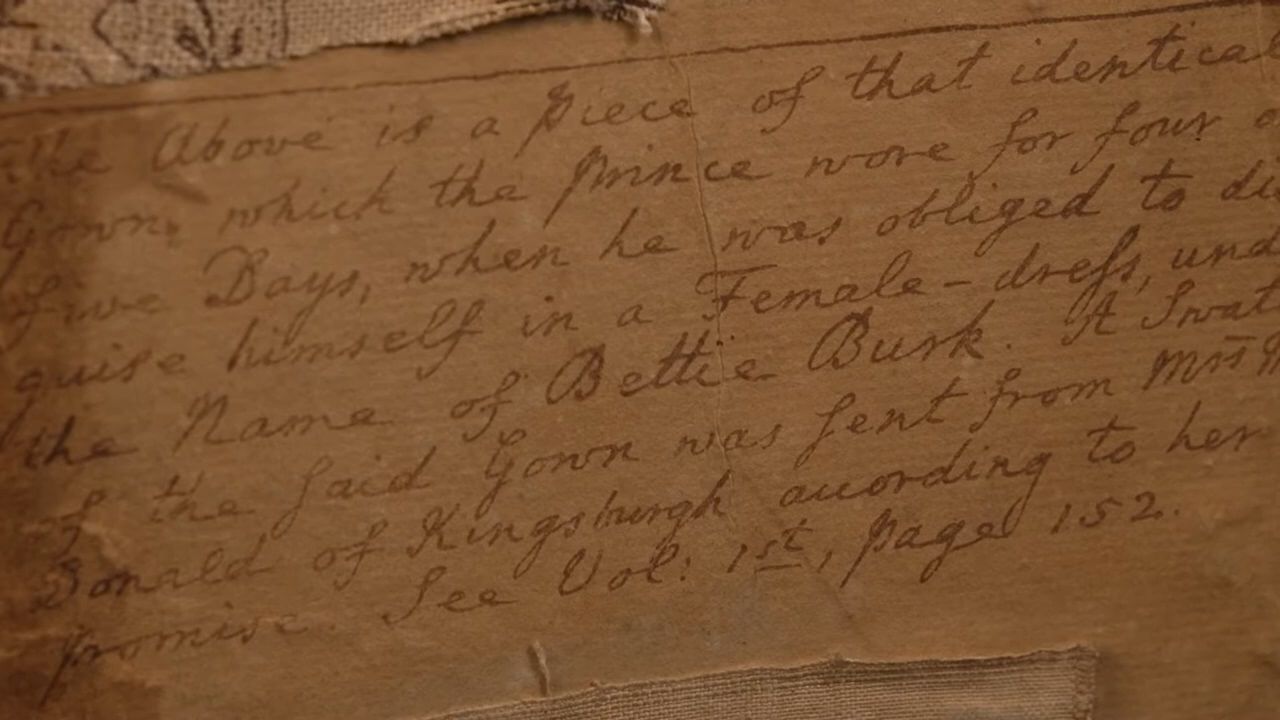 The Above is a piece of that identical
Gown, which the Prince wore for four
five Days, when he was obliged to di
guise himself in a Female-dreſs, und
the Name of Bettie Burk. A Swat
of the ſaid Gown was ſent from Mrs
Donald of Kingsburgh according to her
promise. See Vol: 1st, page 152.